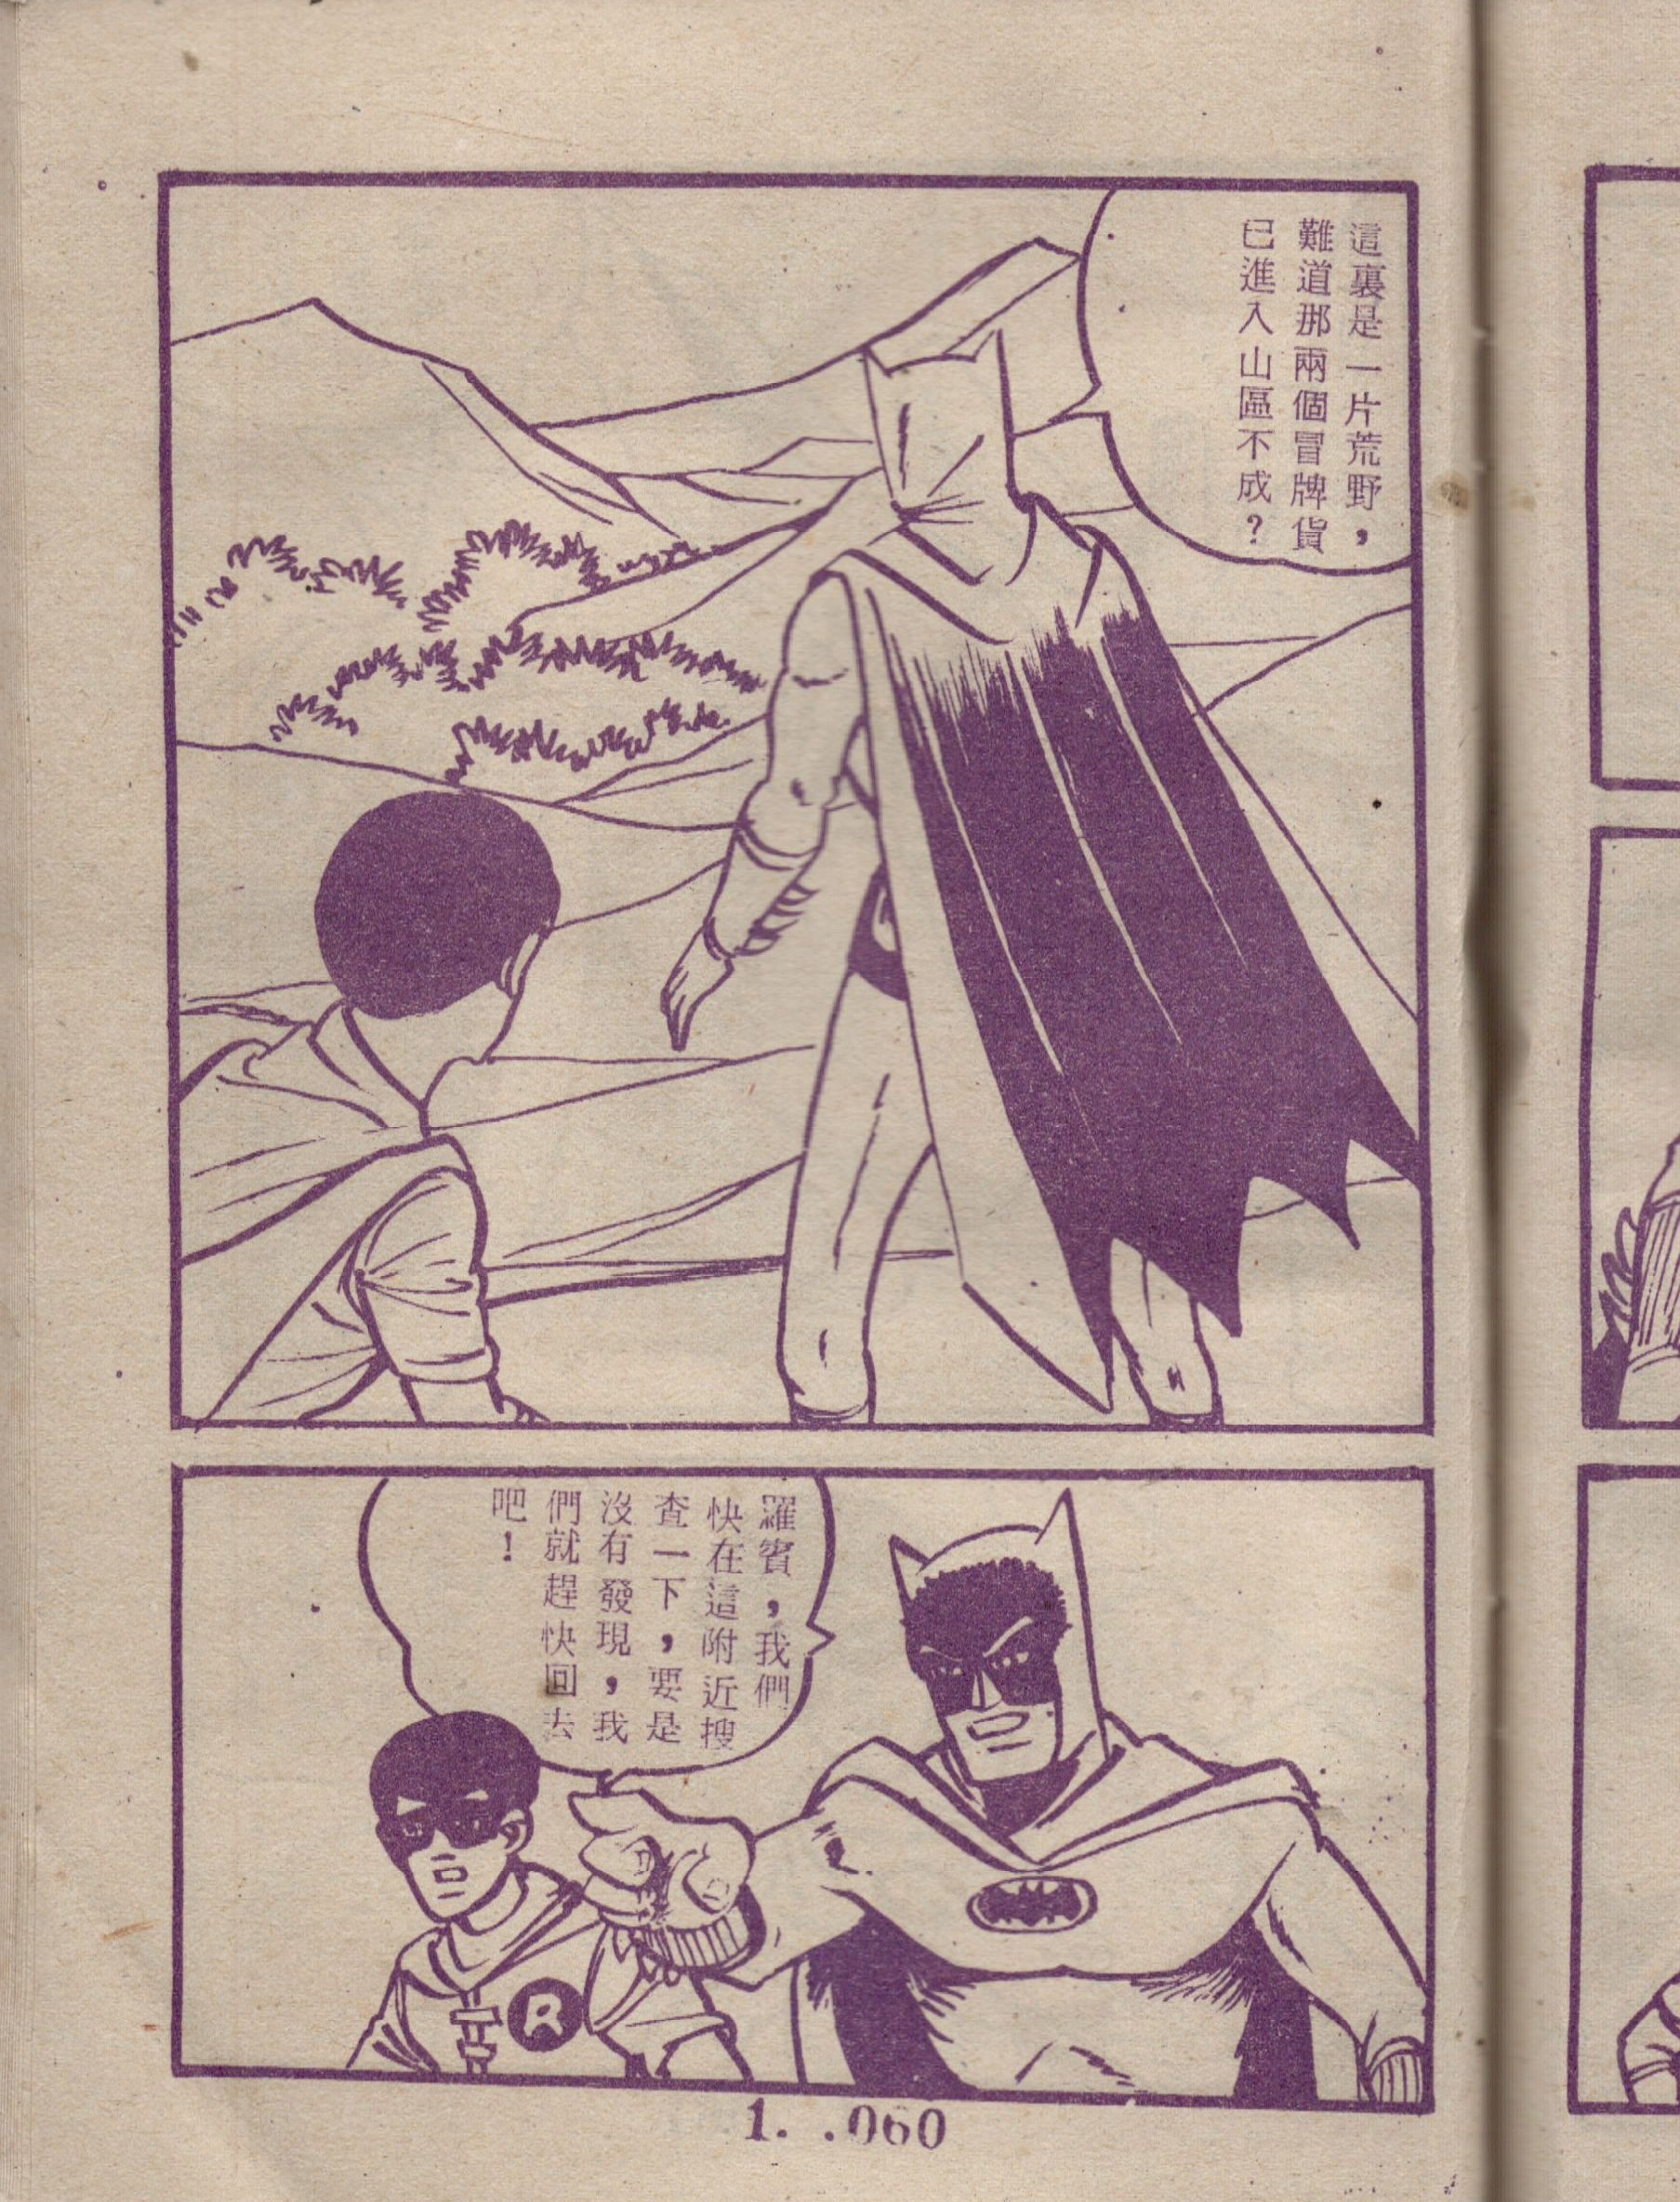 這裏是一片荒野，
難道那兩個冒牌貨
已進入山區不成？
羅賓，我們
快在這附近搜
查一下，要是
沒有發現，我
們就趕快回去
吧！
R
1. .060